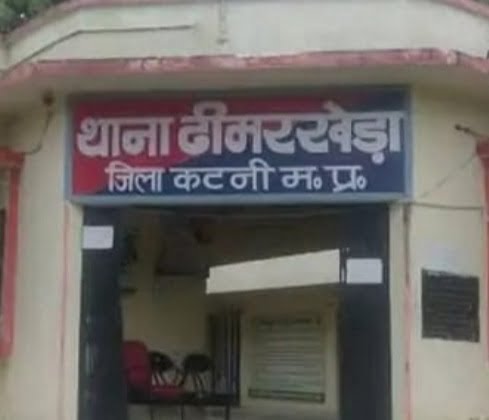 थाना ढीमरखेड़ा
जिला कटनी म॰ प्र॰